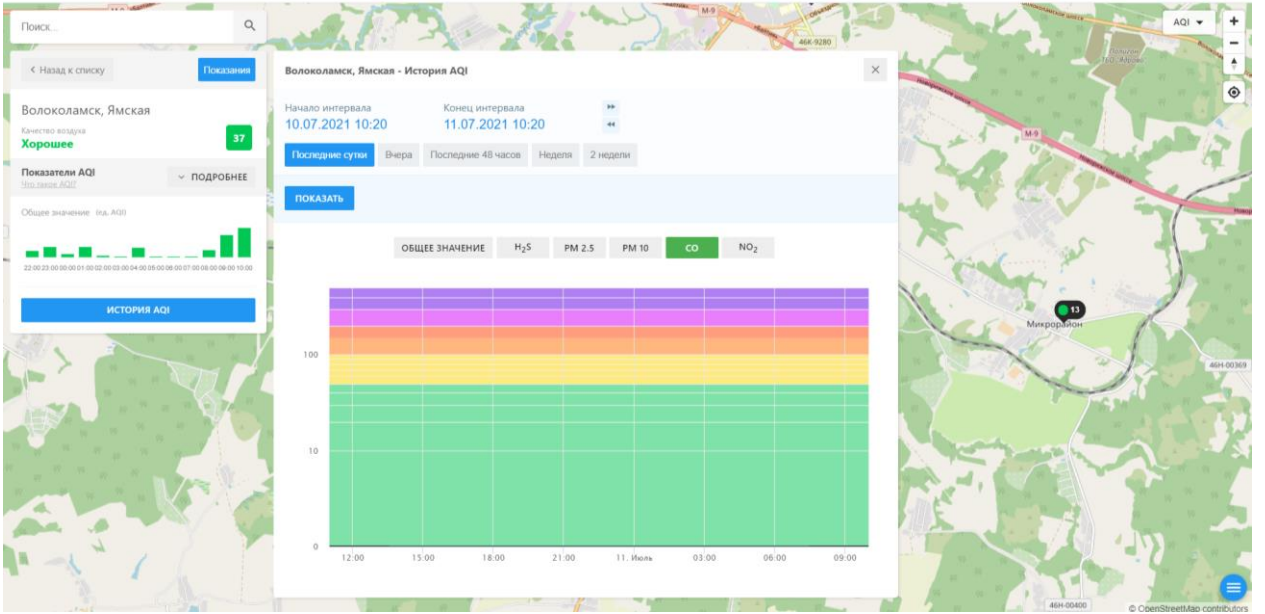 Поиск...
М-9
46К-9280
AQI
+
−
< Назад к списку
Показания
Волоколамск, Ямская
Качество воздуха
Хорошее
37
Показатели AQI
Что такое AQI?
ПОДРОБНЕЕ
Общее значение (ед. AQI)
22:00 23:00 00:00 01:00 02:00 03:00 04:00 05:00 06:00 07:00 08:00 09:00 10:00
ИСТОРИЯ AQI
Волоколамск, Ямская - История AQI
×
Начало интервала
Конец интервала
10.07.2021 10:20
11.07.2021 10:20
Последние сутки
Вчера
Последние 48 часов
Неделя
2 недели
ПОКАЗАТЬ
ОБЩЕЕ ЗНАЧЕНИЕ
H₂S
PM 2.5
PM 10
CO
NO₂
100
10
0
12:00 15:00 18:00 21:00 11. Июль 03:00 06:00 09:00
М-9
Новорижское шоссе
13
Микрорайон
46Н-00369
46Н-00400
© OpenStreetMap contributors